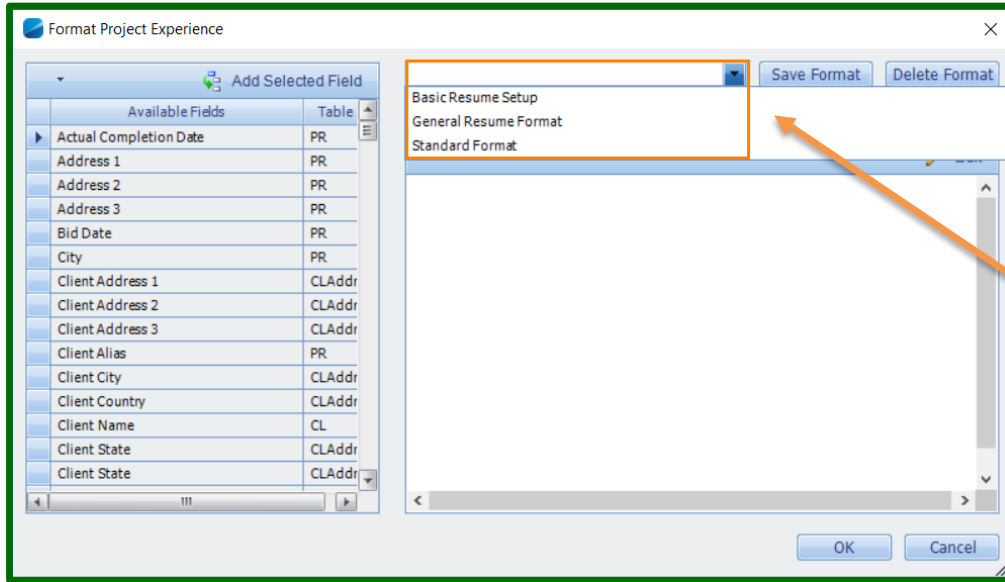 Format Project Experience
Add Selected Field
Save Format
Delete Format
Available Fields Table
Basic Resume Setup
General Resume Format
Standard Format
Actual Completion Date PR
Address 1 PR
Address 2 PR
Address 3 PR
Bid Date PR
City PR
Client Address 1 CLAddr
Client Address 2 CLAddr
Client Address 3 CLAddr
Client Alias PR
Client City CLAddr
Client Country CLAddr
Client Name CL
Client State CLAddr
Client State CLAddr
OK
Cancel